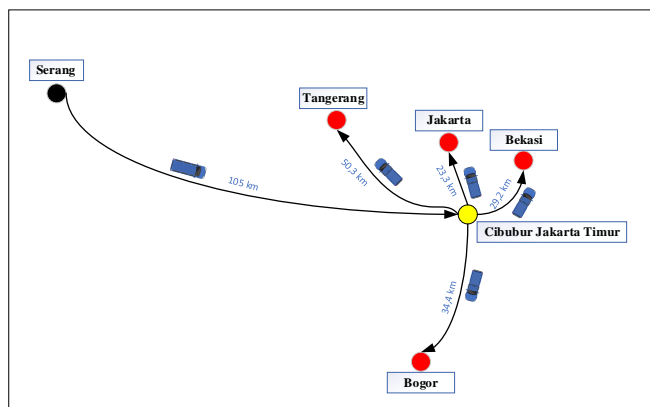 Serang
Tangerang
Jakarta
Bekasi
50,3 km
23,3 km
105 km
29,2 km
Cibubur Jakarta Timur
34,4 km
Bogor